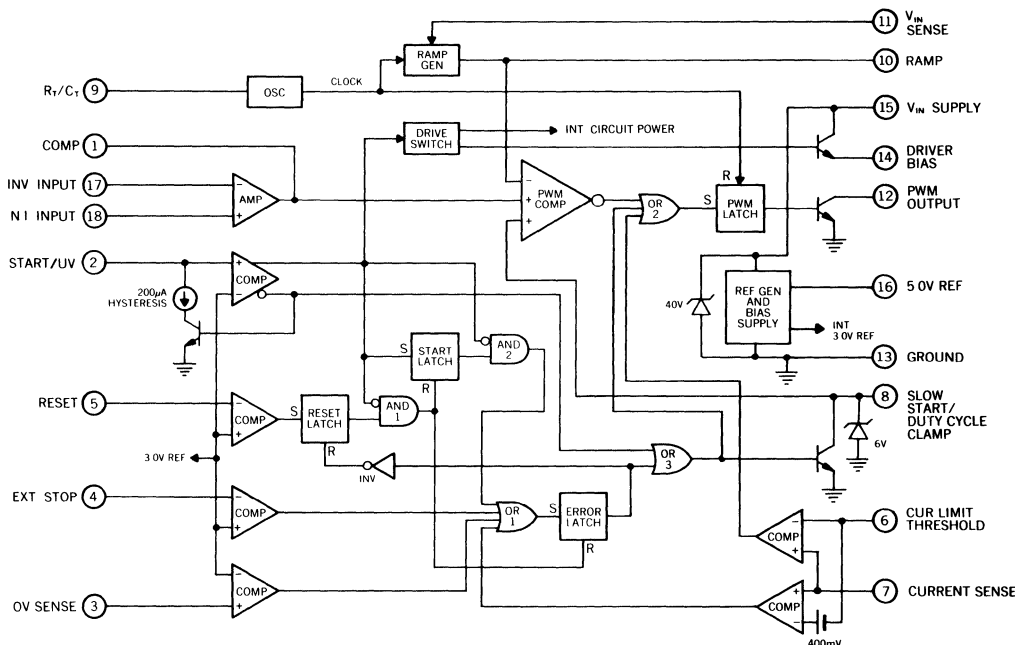 11 V_IN
SENSE
RAMP
GEN
10 RAMP
R_T/C_T 9
OSC
CLOCK
15 V_IN SUPPLY
COMP 1
DRIVE
SWITCH
INT CIRCUIT POWER
14 DRIVER
BIAS
INV INPUT 17
N I INPUT 18
- AMP +
- + + PWM
COMP
OR
2
S R PWM
LATCH
12 PWM
OUTPUT
START/UV 2
+ COMP -
200µA
HYSTERESIS
40V
REF GEN
AND
BIAS
SUPPLY
16 5 0V REF
INT
3 0V REF
S START
LATCH
R
AND
2
13 GROUND
RESET 5
- COMP +
S RESET
LATCH
R
AND
1
8 SLOW
START/
DUTY CYCLE
CLAMP
6V
3 0V REF
INV
OR
3
EXT STOP 4
- COMP +
OR
1
S ERROR
LATCH
R
6 CUR LIMIT
THRESHOLD
COMP - +
OV SENSE 3
- COMP +
COMP + -
7 CURRENT SENSE
400mV